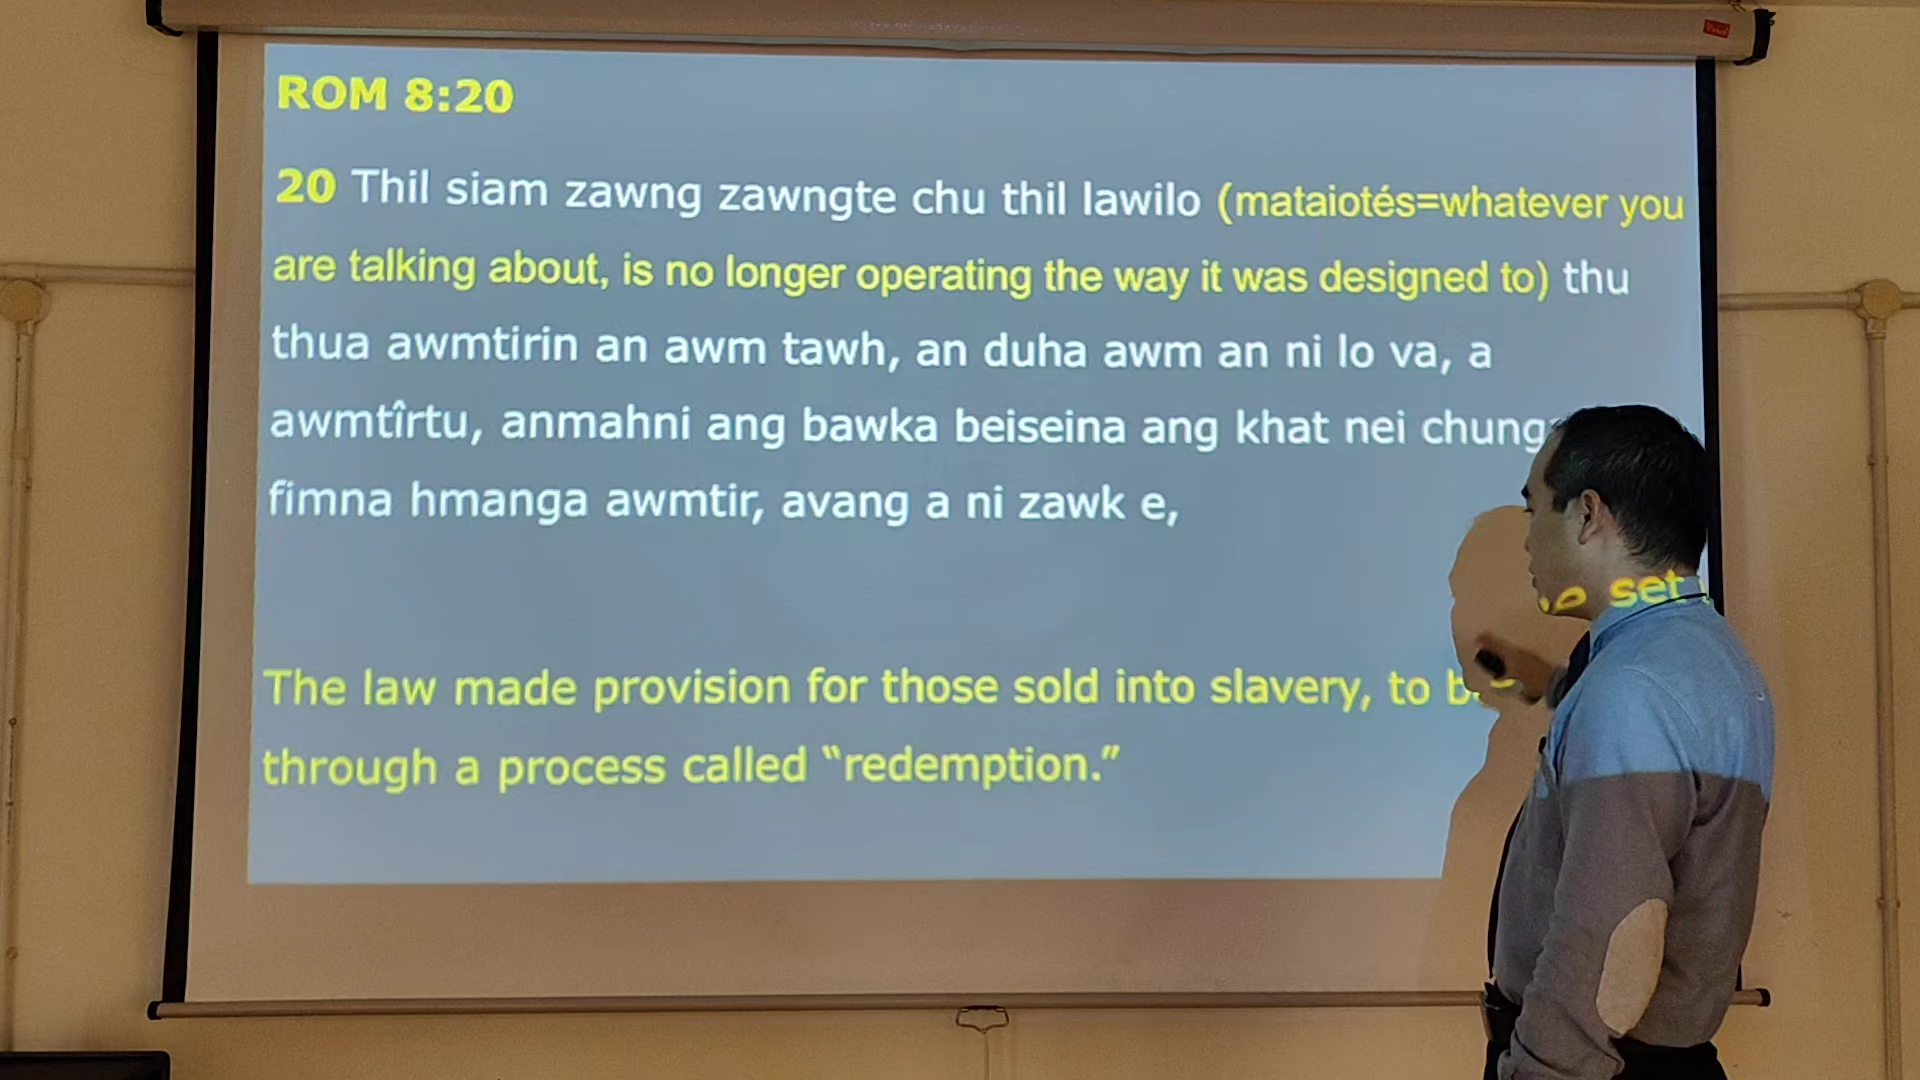 ROM 8:20
20 Thil siam zawng zawngte chu thil lawilo (mataiotés=whatever you
are talking about, is no longer operating the way it was designed to) thu
thua awmtirin an awm tawh, an duha awm an ni lo va, a
awmtîrtu, anmahni ang bawka beiseina ang khat nei chunga
fimna hmanga awmtir, avang a ni zawk e,
The law made provision for those sold into slavery, to be set
through a process called “redemption.”